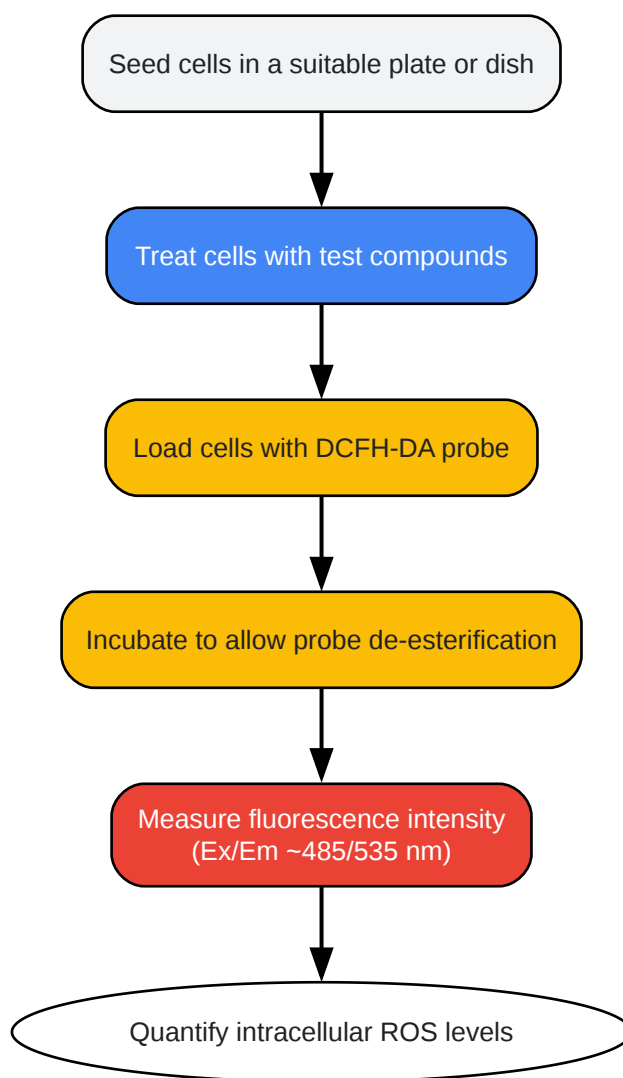 Seed cells in a suitable plate or dish
Treat cells with test compounds
Load cells with DCFH-DA probe
Incubate to allow probe de-esterification
Measure fluorescence intensity
(Ex/Em ~485/535 nm)
Quantify intracellular ROS levels